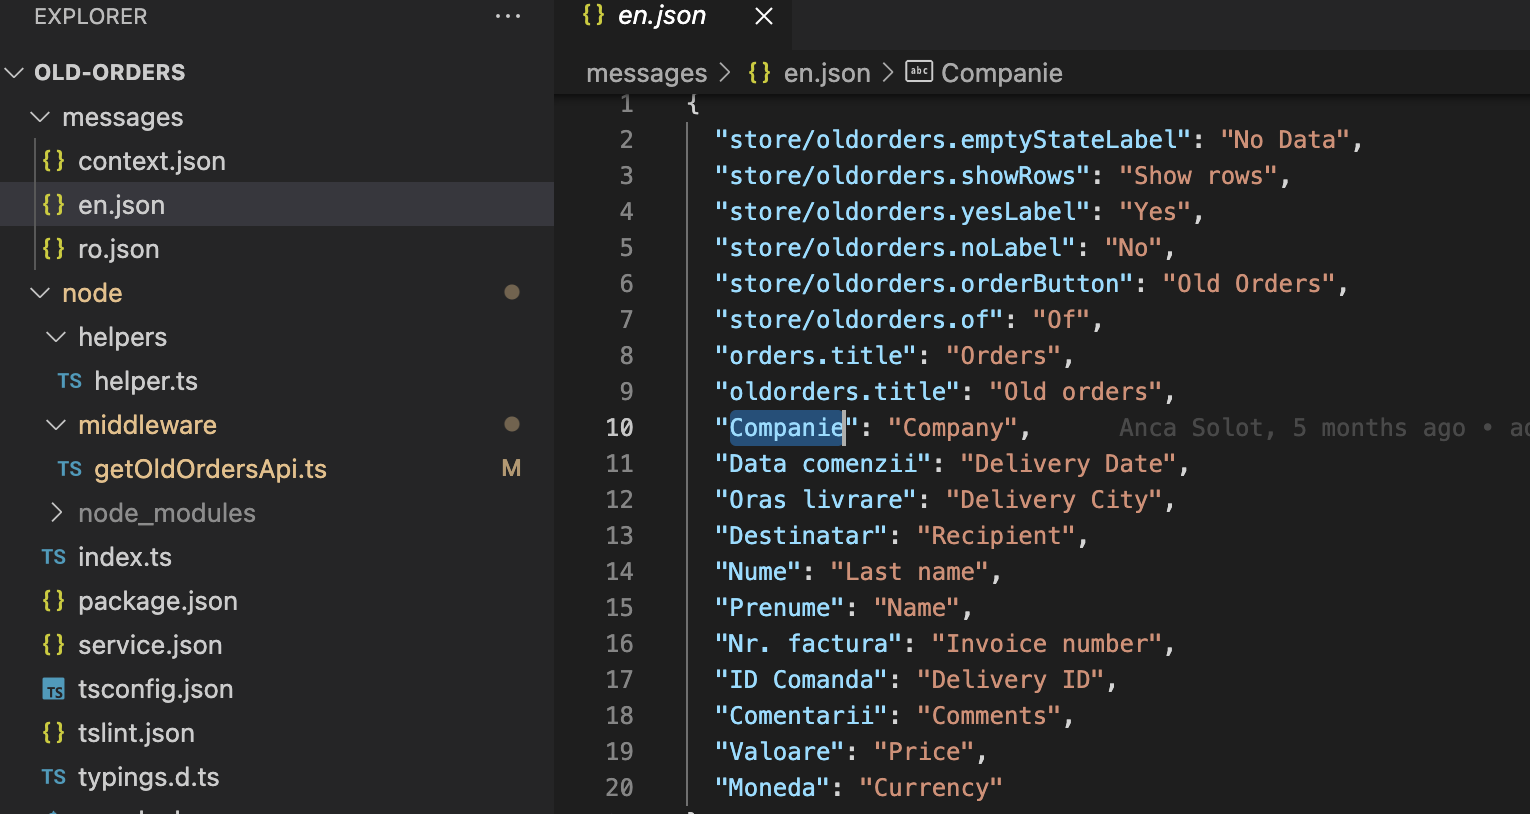 EXPLORER ...
OLD-ORDERS
messages
{} context.json
{} en.json
{} ro.json
node
helpers
TS helper.ts
middleware
TS getOldOrdersApi.ts M
node_modules
TS index.ts
{} package.json
{} service.json
TS tsconfig.json
{} tslint.json
TS typings.d.ts
{} en.json
messages > {} en.json > abc Companie
1 {
2 "store/oldorders.emptyStateLabel": "No Data",
3 "store/oldorders.showRows": "Show rows",
4 "store/oldorders.yesLabel": "Yes",
5 "store/oldorders.noLabel": "No",
6 "store/oldorders.orderButton": "Old Orders",
7 "store/oldorders.of": "Of",
8 "orders.title": "Orders",
9 "oldorders.title": "Old orders",
10 "Companie": "Company", Anca Solot, 5 months ago •
11 "Data comenzii": "Delivery Date",
12 "Oras livrare": "Delivery City",
13 "Destinatar": "Recipient",
14 "Nume": "Last name",
15 "Prenume": "Name",
16 "Nr. factura": "Invoice number",
17 "ID Comanda": "Delivery ID",
18 "Comentarii": "Comments",
19 "Valoare": "Price",
20 "Moneda": "Currency"